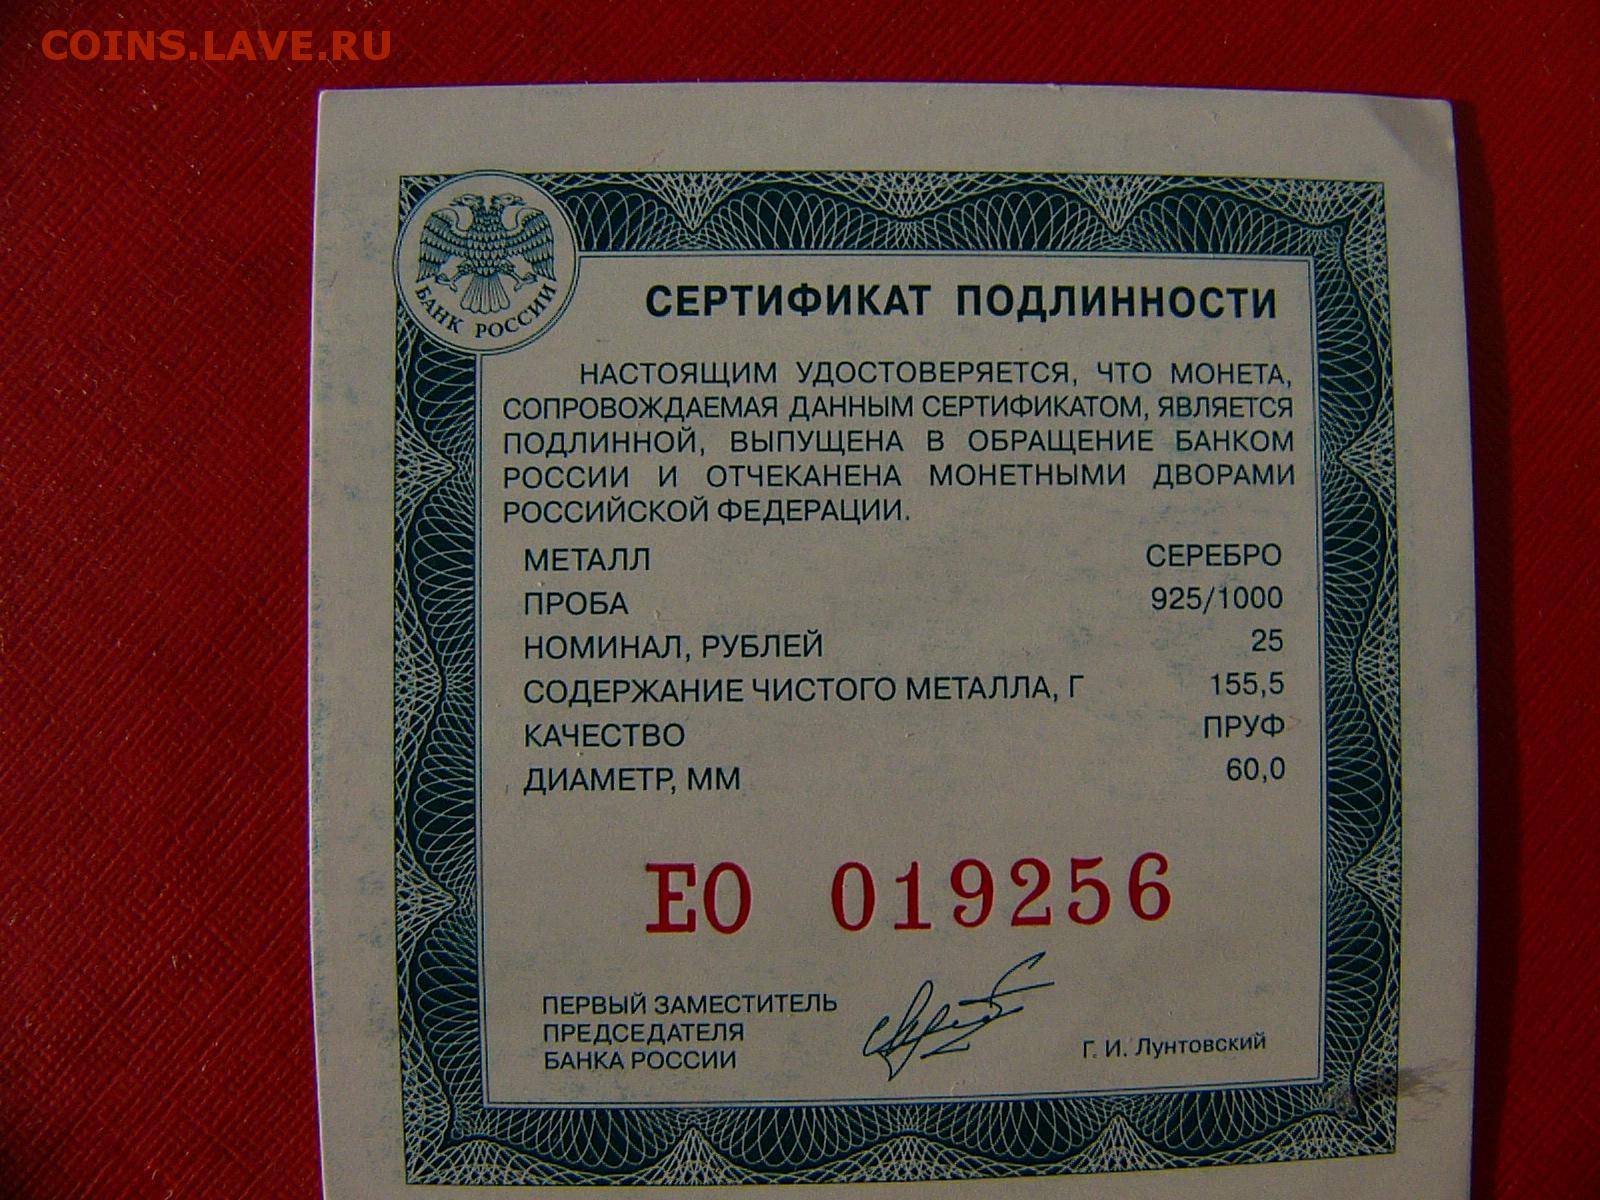 COINS.LAVE.RU
БАНК РОССИИ
СЕРТИФИКАТ ПОДЛИННОСТИ
НАСТОЯЩИМ УДОСТОВЕРЯЕТСЯ, ЧТО МОНЕТА,
СОПРОВОЖДАЕМАЯ ДАННЫМ СЕРТИФИКАТОМ, ЯВЛЯЕТСЯ
ПОДЛИННОЙ, ВЫПУЩЕНА В ОБРАЩЕНИЕ БАНКОМ
РОССИИ И ОТЧЕКАНЕНА МОНЕТНЫМИ ДВОРАМИ
РОССИЙСКОЙ ФЕДЕРАЦИИ.
МЕТАЛЛ СЕРЕБРО
ПРОБА 925/1000
НОМИНАЛ, РУБЛЕЙ 25
СОДЕРЖАНИЕ ЧИСТОГО МЕТАЛЛА, Г 155,5
КАЧЕСТВО ПРУФ
ДИАМЕТР, ММ 60,0
ЕО 019256
ПЕРВЫЙ ЗАМЕСТИТЕЛЬ
ПРЕДСЕДАТЕЛЯ
БАНКА РОССИИ
Г. И. Лунтовский